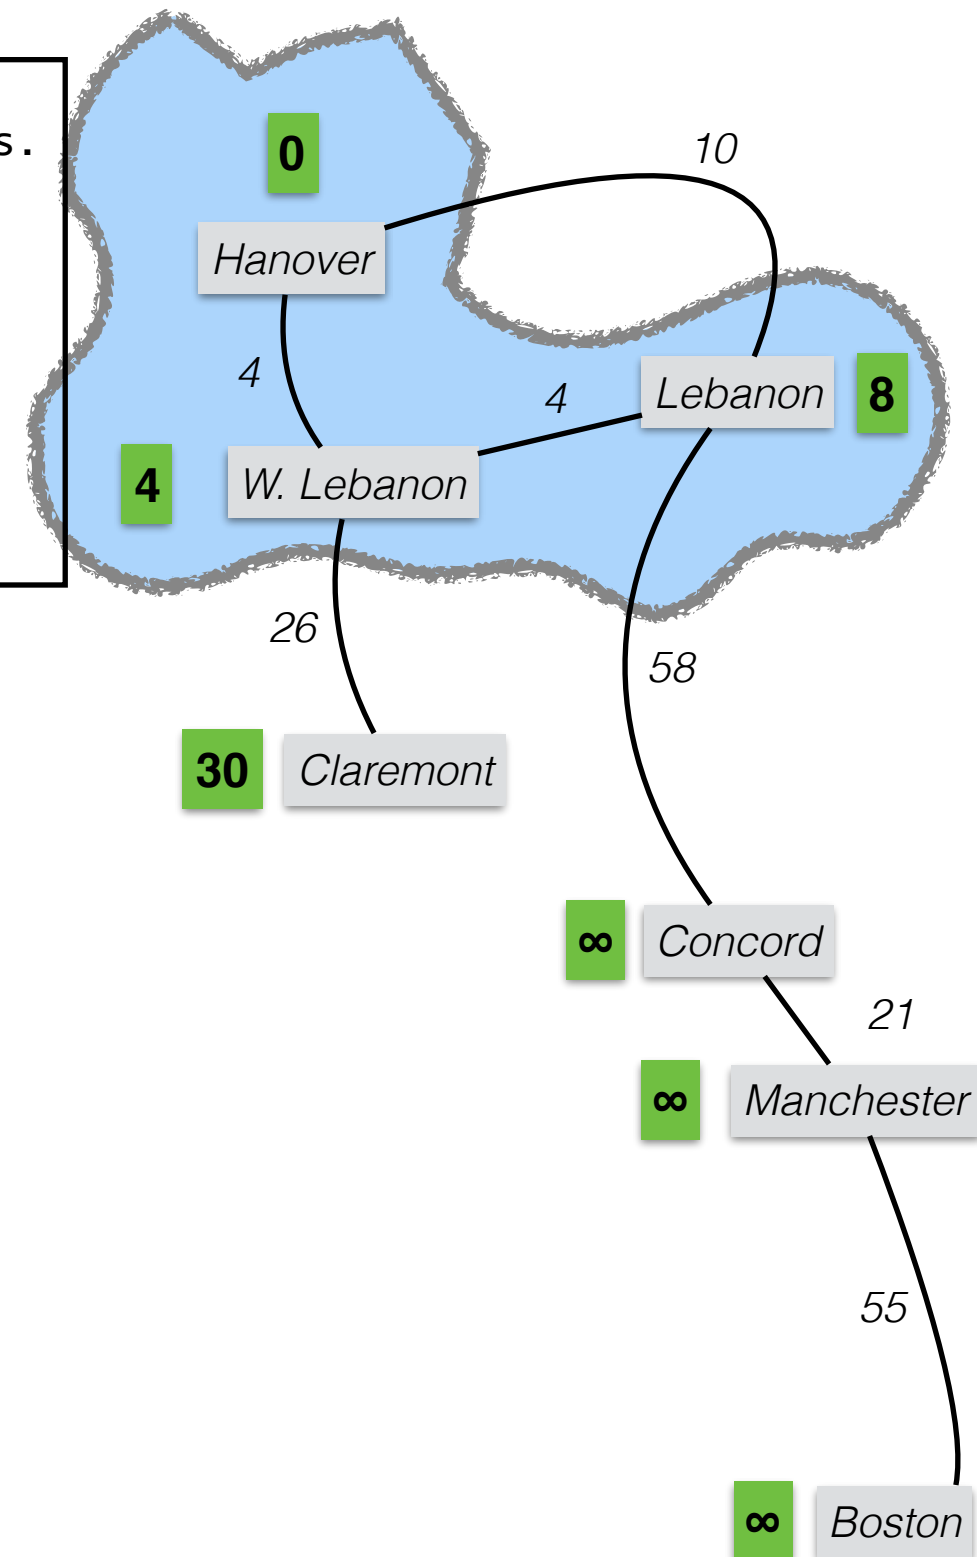 s.
0
10
Hanover
4
4
Lebanon
8
4
W. Lebanon
26
58
30
Claremont
∞
Concord
21
∞
Manchester
55
∞
Boston